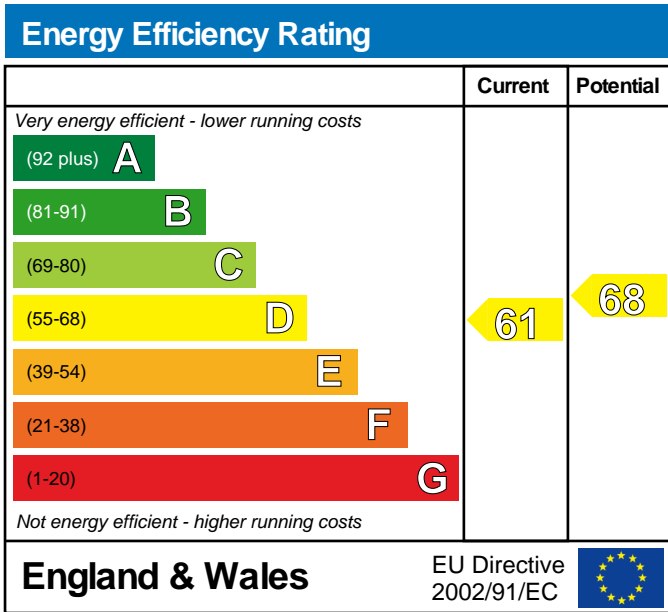 Energy Efficiency Rating
Current Potential
Very energy efficient - lower running costs
(92 plus) A
(81-91) B
(69-80) C
(55-68) D
61
68
(39-54) E
(21-38) F
(1-20) G
Not energy efficient - higher running costs
England & Wales
EU Directive
2002/91/EC